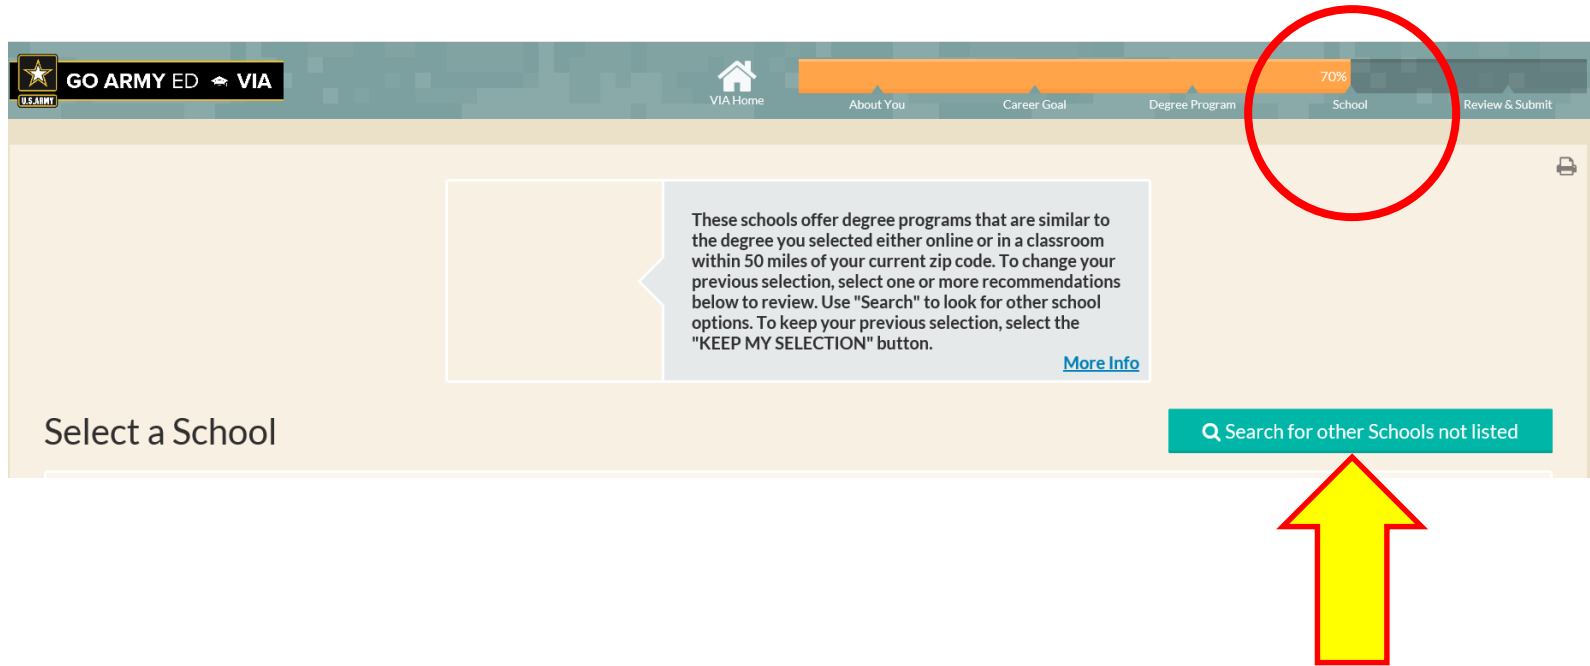 U.S.ARMY
GO ARMY ED VIA
VIA Home
70%
About You
Career Goal
Degree Program
School
Review & Submit
These schools offer degree programs that are similar to
the degree you selected either online or in a classroom
within 50 miles of your current zip code. To change your
previous selection, select one or more recommendations
below to review. Use "Search" to look for other school
options. To keep your previous selection, select the
"KEEP MY SELECTION" button.
More Info
Select a School
Search for other Schools not listed